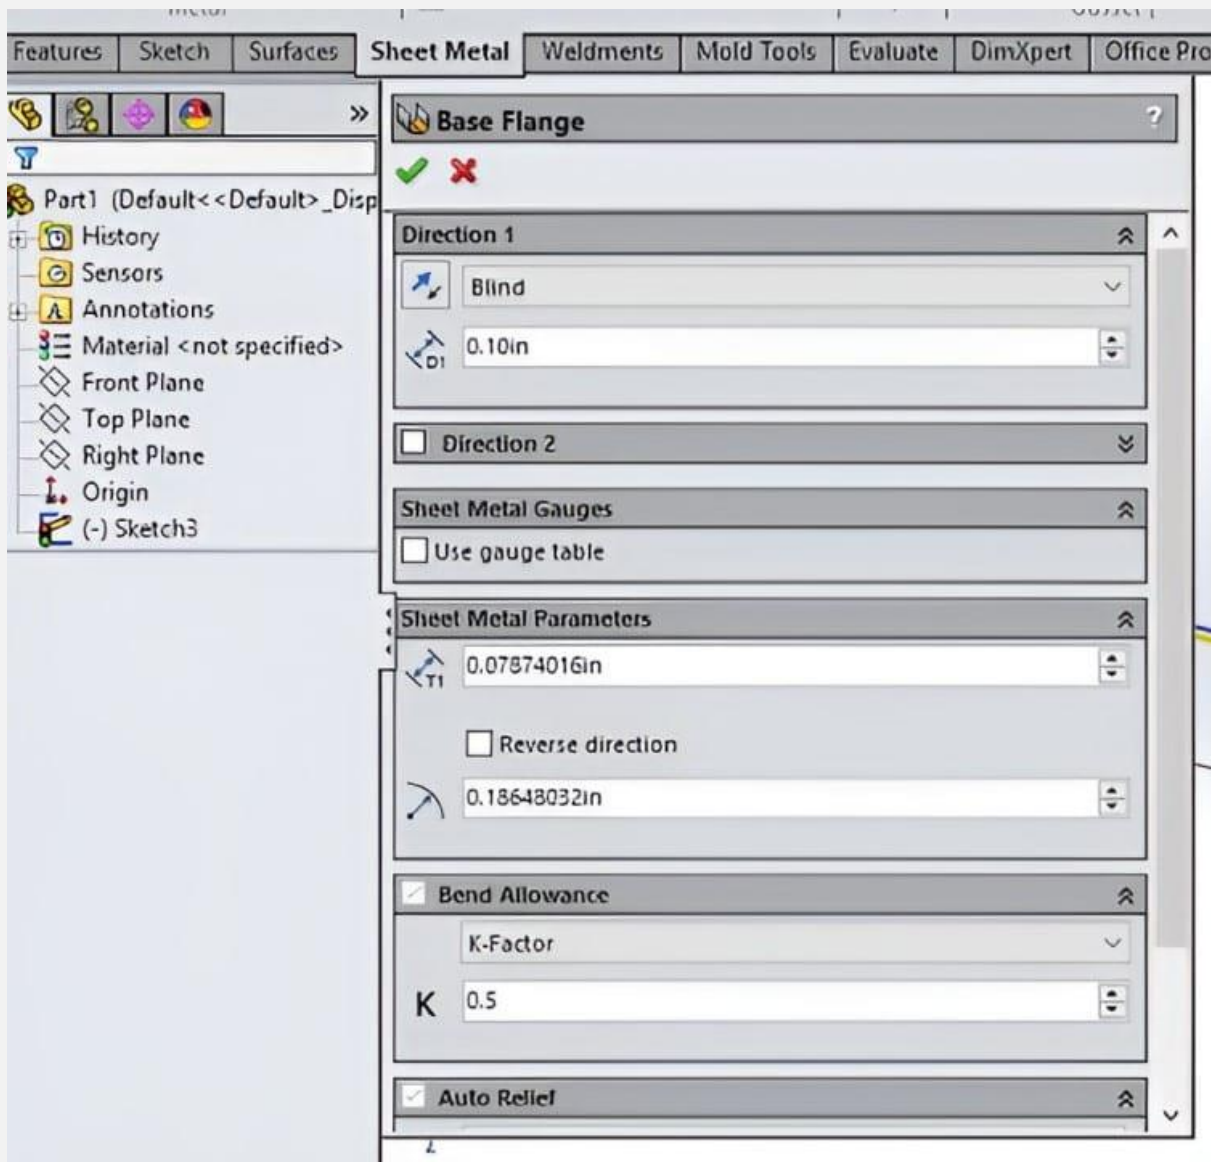 Features Sketch Surfaces Sheet Metal Weldments Mold Tools Evaluate DimXpert Office Pro
»
Part1 (Default<<Default>_Disp
History
Sensors
A Annotations
Material <not specified>
Front Plane
Top Plane
Right Plane
Origin
(-) Sketch3
Base Flange ?
Direction 1
Blind
D1 0.10in
Direction 2
Sheet Metal Gauges
Use gauge table
Sheet Metal Parameters
T1 0.07874016in
Reverse direction
0.18648032in
Bend Allowance
K-Factor
K 0.5
Auto Relief